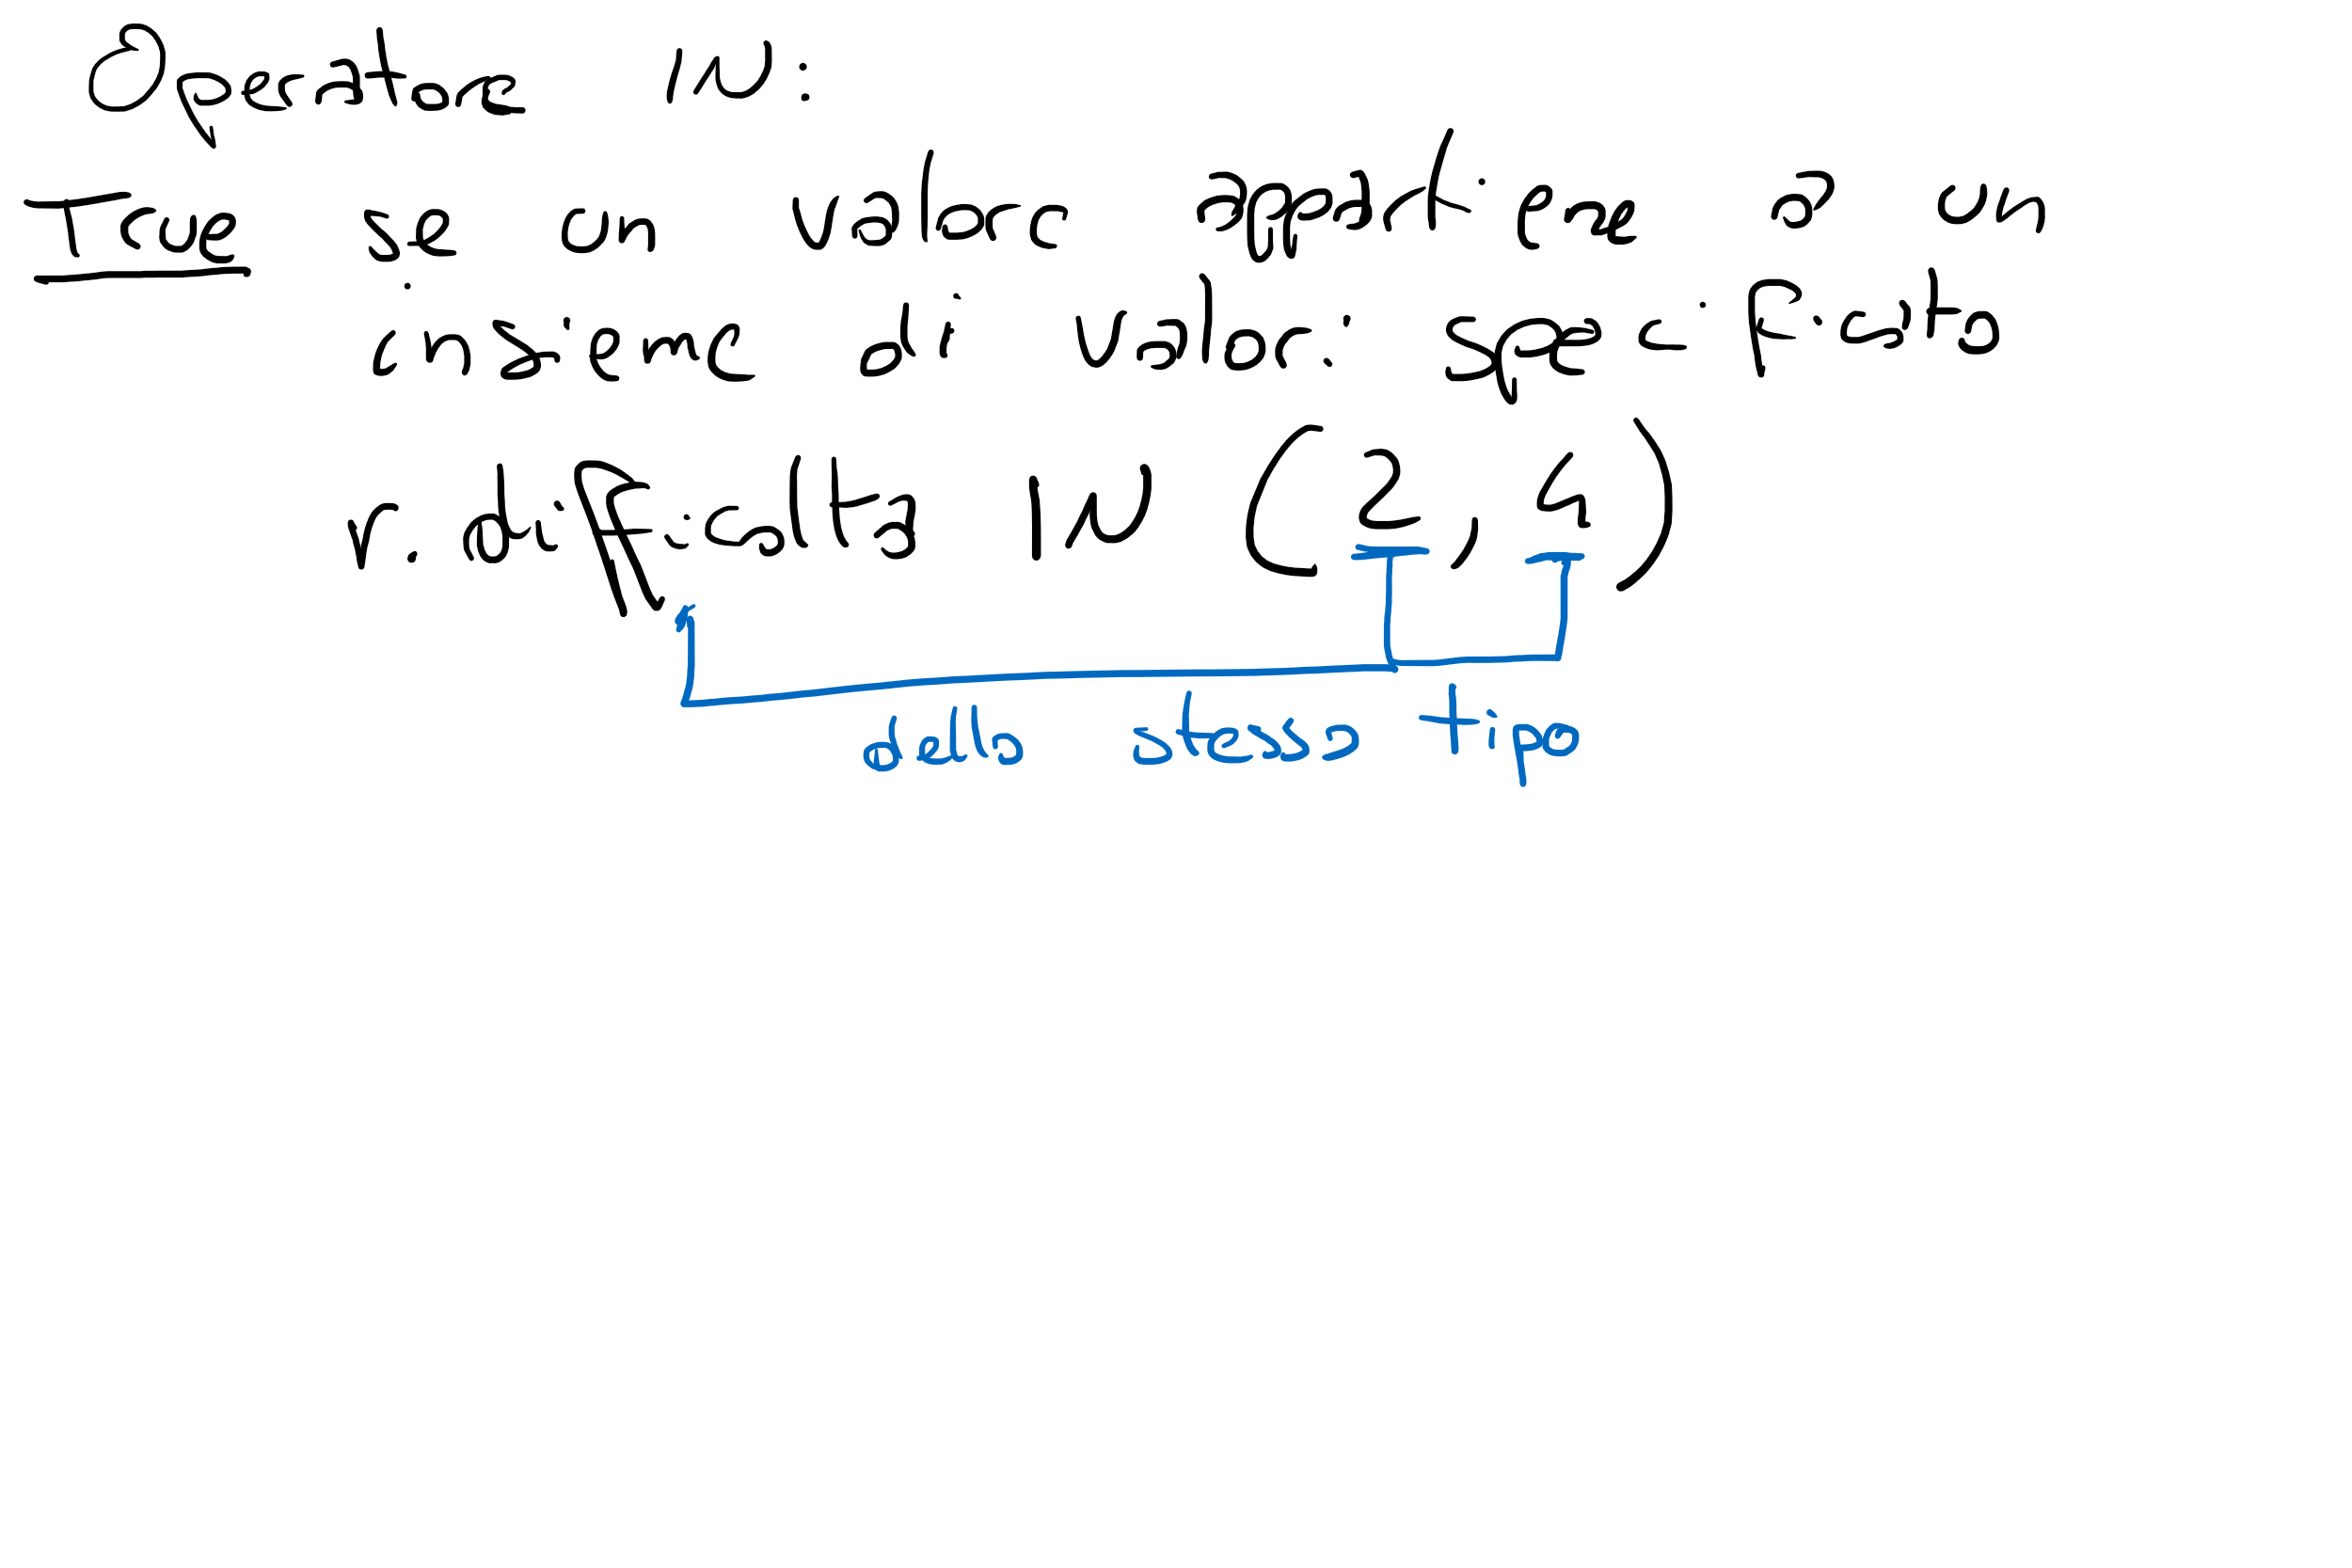 Operatore IN:
True se un valore appartiene a un
insieme di valori specificato
r.difficolta IN (2,4)
dello stesso tipo